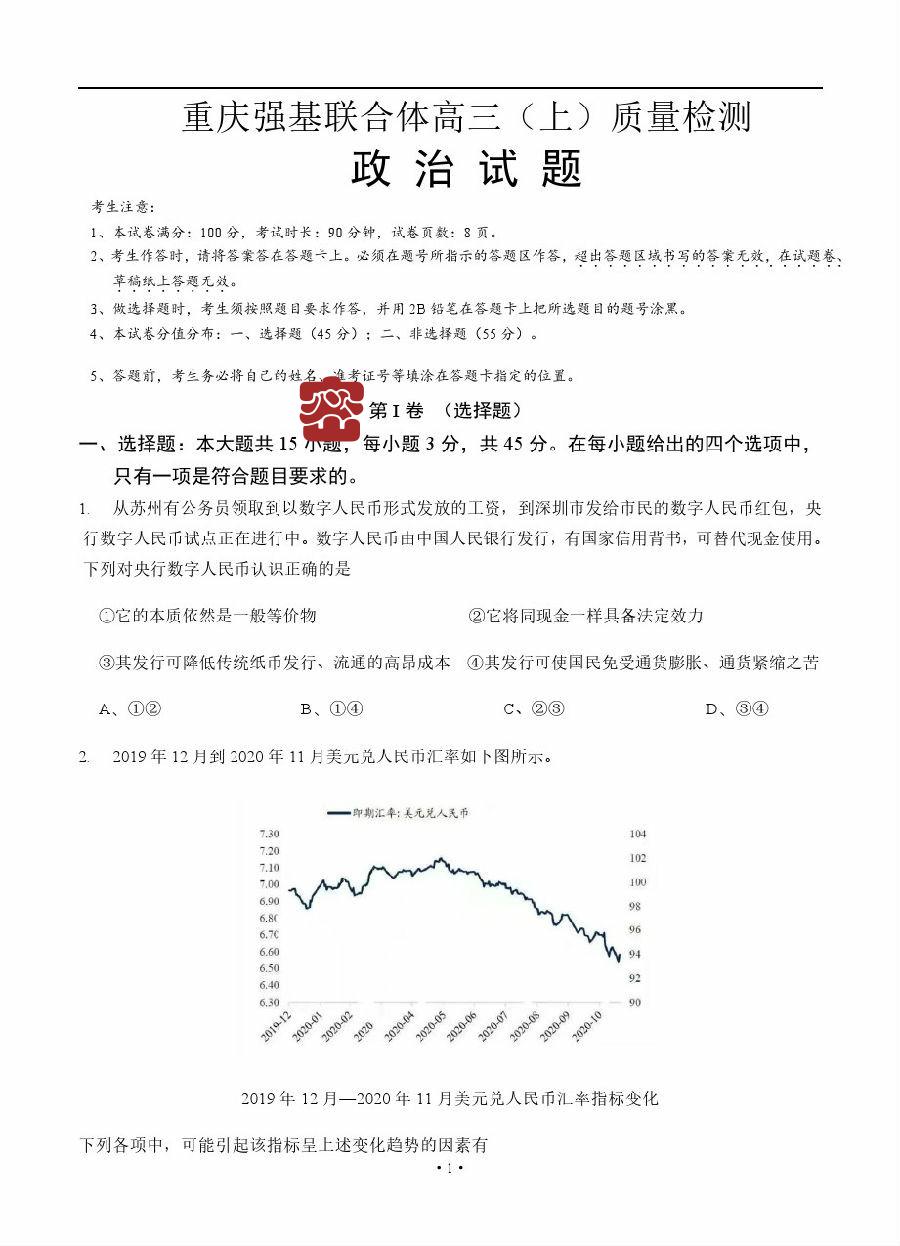 重庆强基联合体高三（上）质量检测
政治试题
考生注意：
1、本试卷满分：100分，考试时长：90分钟，试卷页数：8页。
2、考生作答时，请将答案答在答题卡上。必须在题号所指示的答题区作答，超出答题区域书写的答案无效，在试题卷、
草稿纸上答题无效。
3、做选择题时，考生须按照题目要求作答，并用2B铅笔在答题卡上把所选题目的题号涂黑。
4、本试卷分值分布：一、选择题（45分）；二、非选择题（55分）。
5、答题前，考生务必将自己的姓名、准考证号等填涂在答题卡指定的位置。
第I卷 （选择题）
一、选择题：本大题共15小题，每小题3分，共45分。在每小题给出的四个选项中，
只有一项是符合题目要求的。
1. 从苏州有公务员领取到以数字人民币形式发放的工资，到深圳市发给市民的数字人民币红包，央
行数字人民币试点正在进行中。数字人民币由中国人民银行发行，有国家信用背书，可替代现金使用。
下列对央行数字人民币认识正确的是
①它的本质依然是一般等价物 ②它将同现金一样具备法定效力
③其发行可降低传统纸币发行、流通的高昂成本 ④其发行可使国民免受通货膨胀、通货紧缩之苦
A、①② B、①④ C、②③ D、③④
2. 2019年12月到2020年11月美元兑人民币汇率如下图所示。
即期汇率：美元兑人民币
7.30 104
7.20
7.10 102
7.00 100
6.90
6.80 98
6.70 96
6.60 94
6.50
6.40 92
6.30 90
2019-12 2020-01 2020-02 2020 2020-04 2020-05 2020-06 2020-07 2020-08 2020-09 2020-10
2019年12月—2020年11月美元兑人民币汇率指标变化
下列各项中，可能引起该指标呈上述变化趋势的因素有
·1·